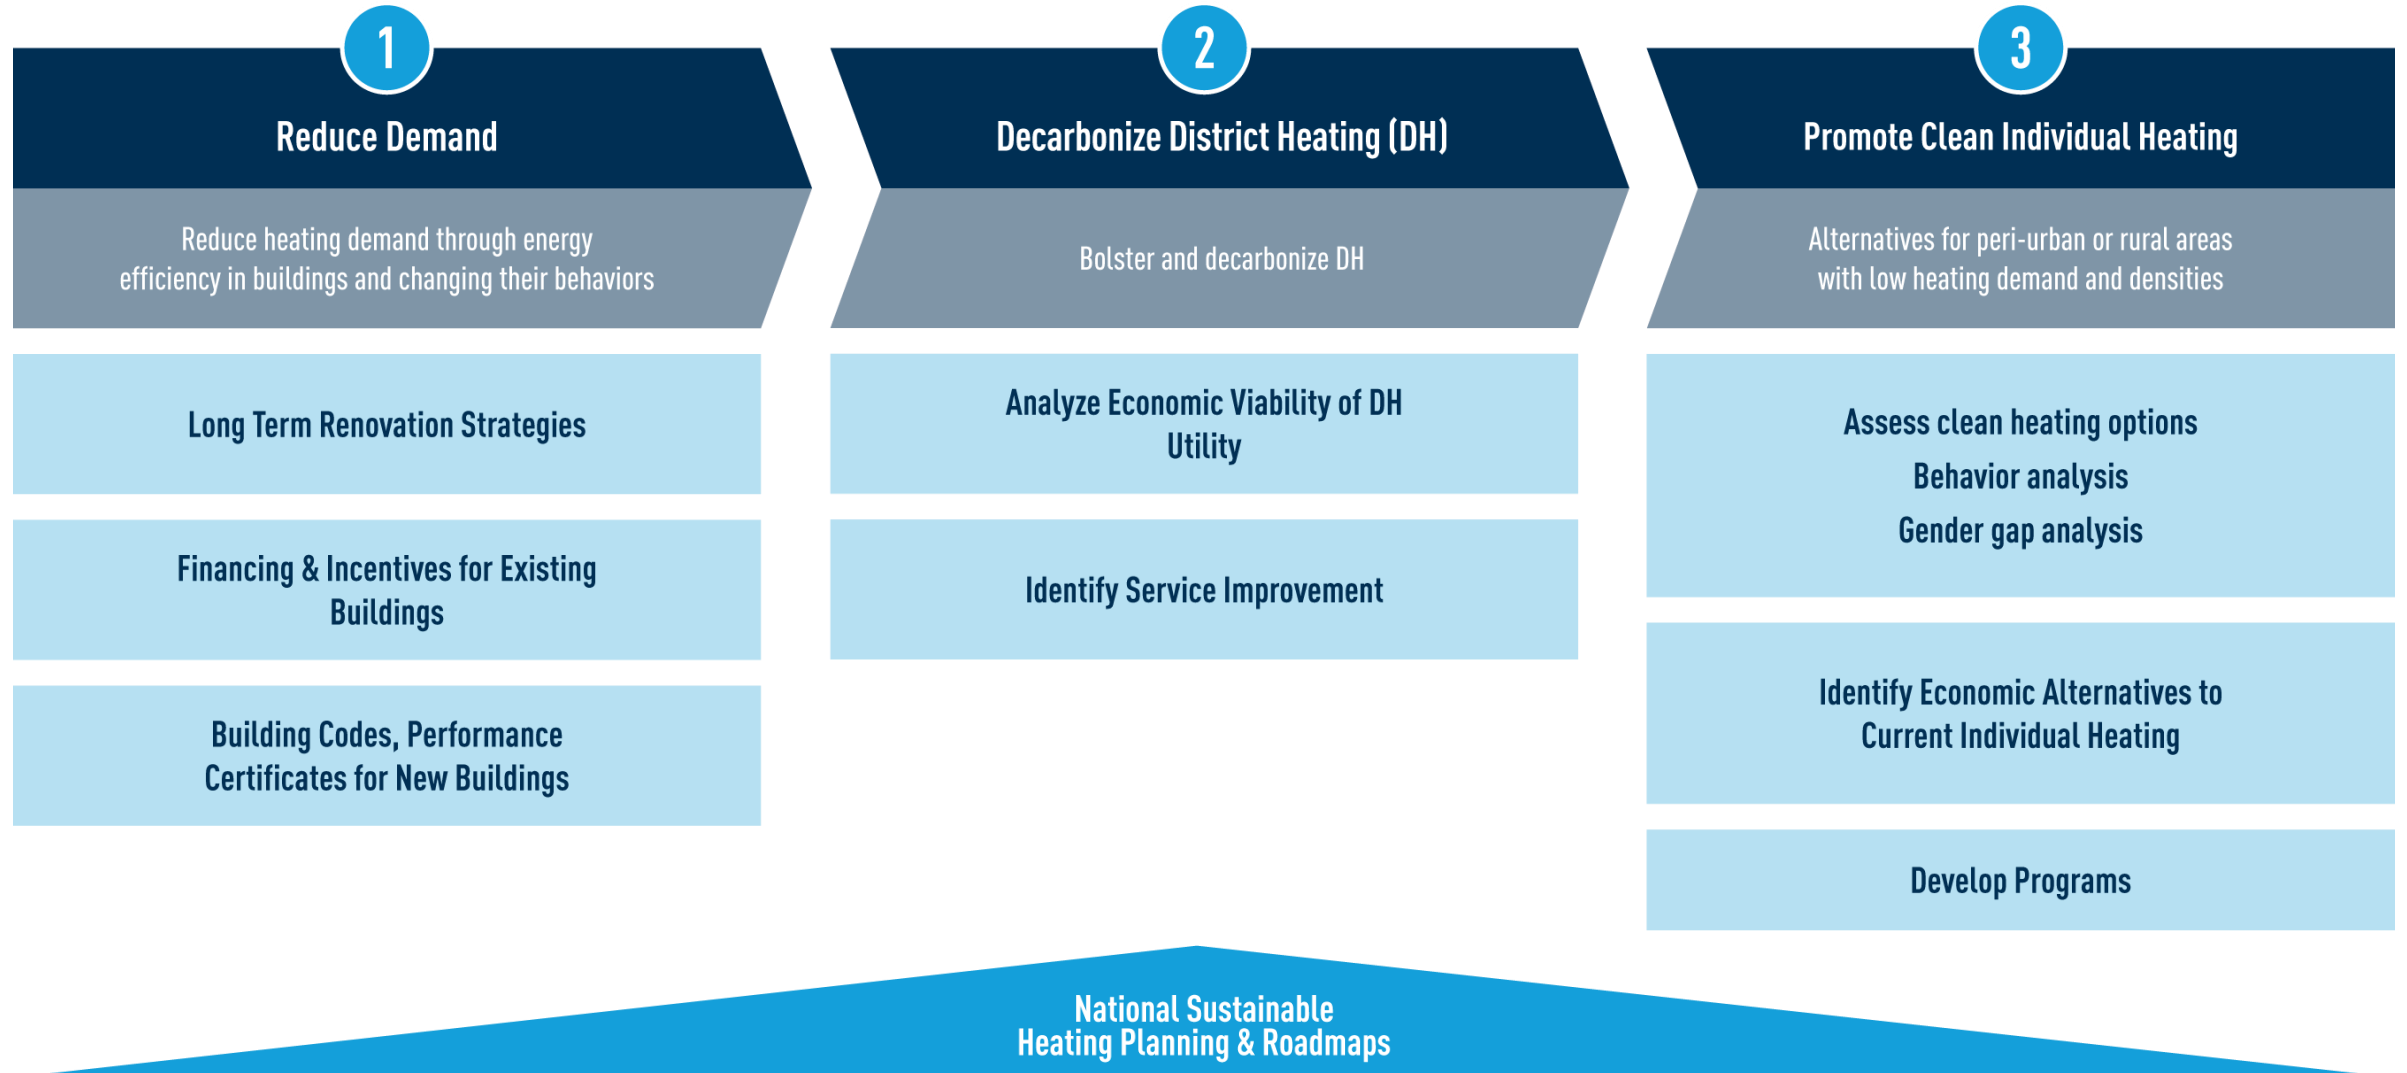 1
Reduce Demand
Reduce heating demand through energy
efficiency in buildings and changing their behaviors
Long Term Renovation Strategies
Financing & Incentives for Existing
Buildings
Building Codes, Performance
Certificates for New Buildings
2
Decarbonize District Heating (DH)
Bolster and decarbonize DH
Analyze Economic Viability of DH
Utility
Identify Service Improvement
3
Promote Clean Individual Heating
Alternatives for peri-urban or rural areas
with low heating demand and densities
Assess clean heating options
Behavior analysis
Gender gap analysis
Identify Economic Alternatives to
Current Individual Heating
Develop Programs
National Sustainable
Heating Planning & Roadmaps